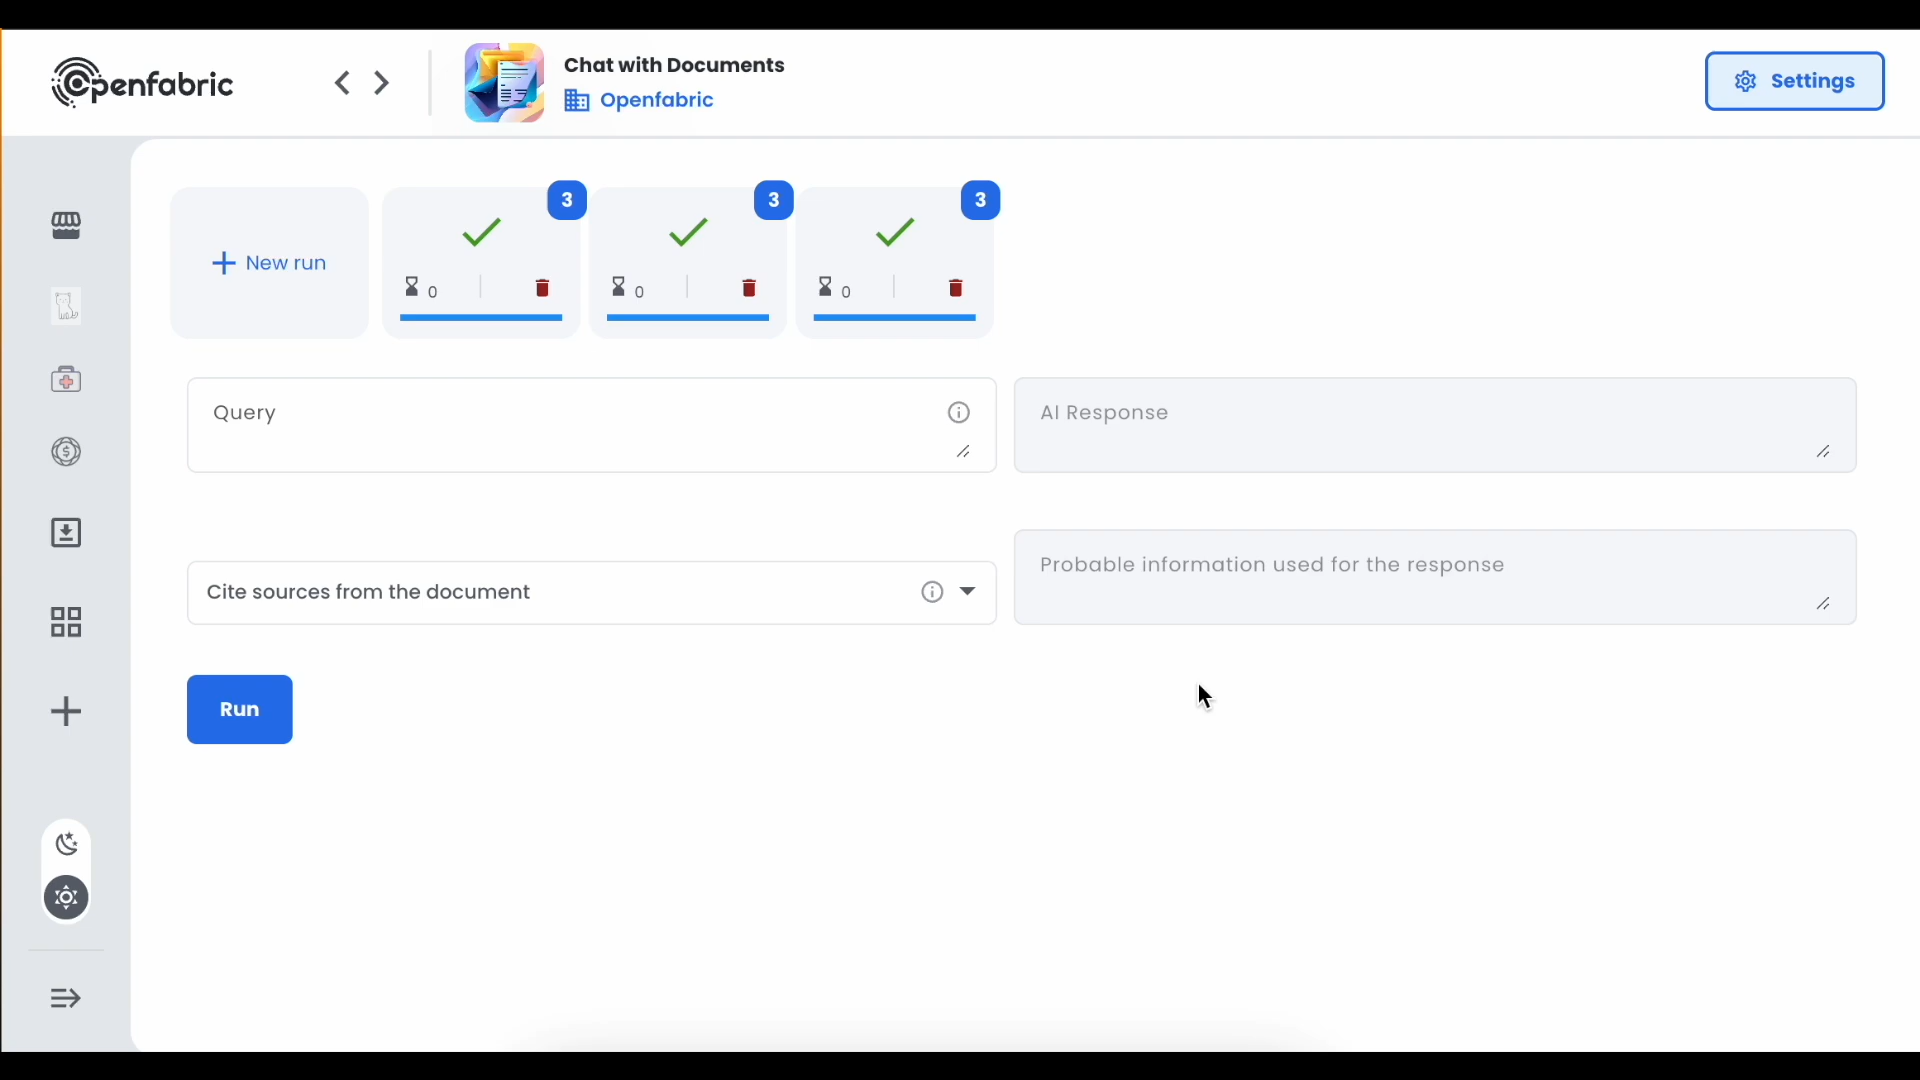 Openfabric
Chat with Documents
Openfabric
Settings
3
3
3
New run
0
0
0
Query
AI Response
Probable information used for the response
Cite sources from the document
Run